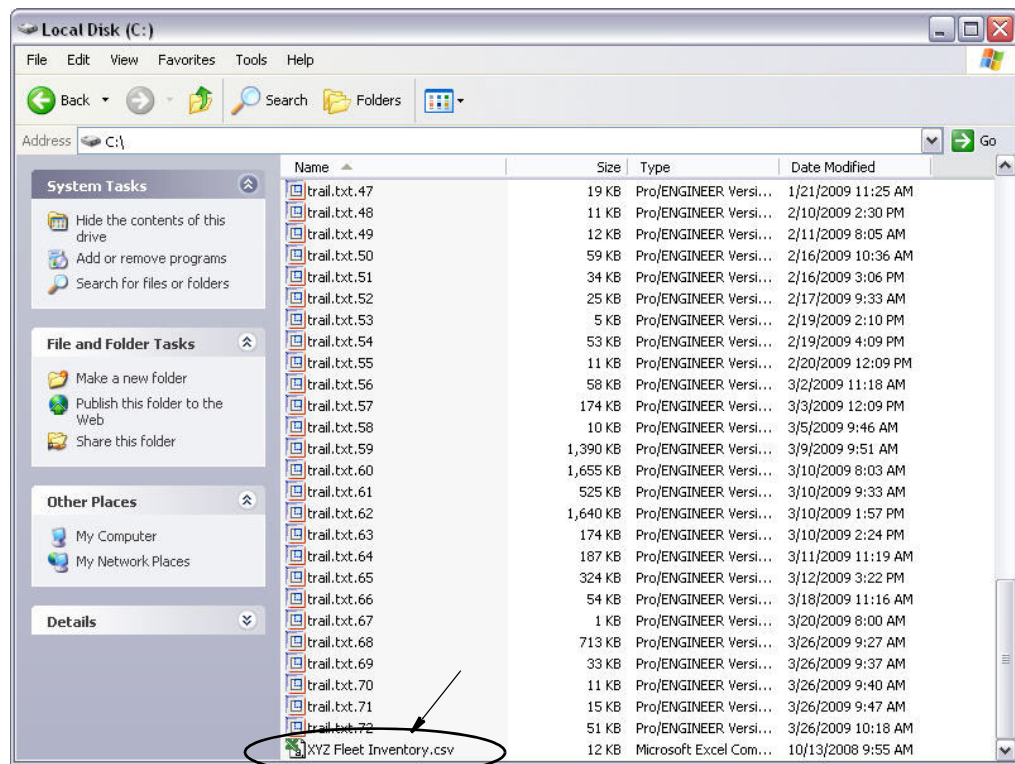 Local Disk (C:)
File Edit View Favorites Tools Help
Back Search Folders
Address C:\ Go
System Tasks
Hide the contents of this
drive
Add or remove programs
Search for files or folders
File and Folder Tasks
Make a new folder
Publish this folder to the
Web
Share this folder
Other Places
My Computer
My Network Places
Details
Name Size Type Date Modified
trail.txt.47 19 KB Pro/ENGINEER Versi... 1/21/2009 11:25 AM
trail.txt.48 11 KB Pro/ENGINEER Versi... 2/10/2009 2:30 PM
trail.txt.49 12 KB Pro/ENGINEER Versi... 2/11/2009 8:05 AM
trail.txt.50 59 KB Pro/ENGINEER Versi... 2/16/2009 10:36 AM
trail.txt.51 34 KB Pro/ENGINEER Versi... 2/16/2009 3:06 PM
trail.txt.52 25 KB Pro/ENGINEER Versi... 2/17/2009 9:33 AM
trail.txt.53 5 KB Pro/ENGINEER Versi... 2/19/2009 2:10 PM
trail.txt.54 53 KB Pro/ENGINEER Versi... 2/19/2009 4:09 PM
trail.txt.55 11 KB Pro/ENGINEER Versi... 2/20/2009 12:09 PM
trail.txt.56 58 KB Pro/ENGINEER Versi... 3/2/2009 11:18 AM
trail.txt.57 174 KB Pro/ENGINEER Versi... 3/3/2009 12:09 PM
trail.txt.58 10 KB Pro/ENGINEER Versi... 3/5/2009 9:46 AM
trail.txt.59 1,390 KB Pro/ENGINEER Versi... 3/9/2009 9:51 AM
trail.txt.60 1,655 KB Pro/ENGINEER Versi... 3/10/2009 8:03 AM
trail.txt.61 525 KB Pro/ENGINEER Versi... 3/10/2009 9:33 AM
trail.txt.62 1,640 KB Pro/ENGINEER Versi... 3/10/2009 1:57 PM
trail.txt.63 174 KB Pro/ENGINEER Versi... 3/10/2009 2:24 PM
trail.txt.64 187 KB Pro/ENGINEER Versi... 3/11/2009 11:19 AM
trail.txt.65 324 KB Pro/ENGINEER Versi... 3/12/2009 3:22 PM
trail.txt.66 54 KB Pro/ENGINEER Versi... 3/18/2009 11:16 AM
trail.txt.67 1 KB Pro/ENGINEER Versi... 3/20/2009 8:00 AM
trail.txt.68 713 KB Pro/ENGINEER Versi... 3/26/2009 9:27 AM
trail.txt.69 33 KB Pro/ENGINEER Versi... 3/26/2009 9:37 AM
trail.txt.70 11 KB Pro/ENGINEER Versi... 3/26/2009 9:40 AM
trail.txt.71 15 KB Pro/ENGINEER Versi... 3/26/2009 9:47 AM
trail.txt.72 51 KB Pro/ENGINEER Versi... 3/26/2009 10:18 AM
XYZ Fleet Inventory.csv 12 KB Microsoft Excel Com... 10/13/2008 9:55 AM